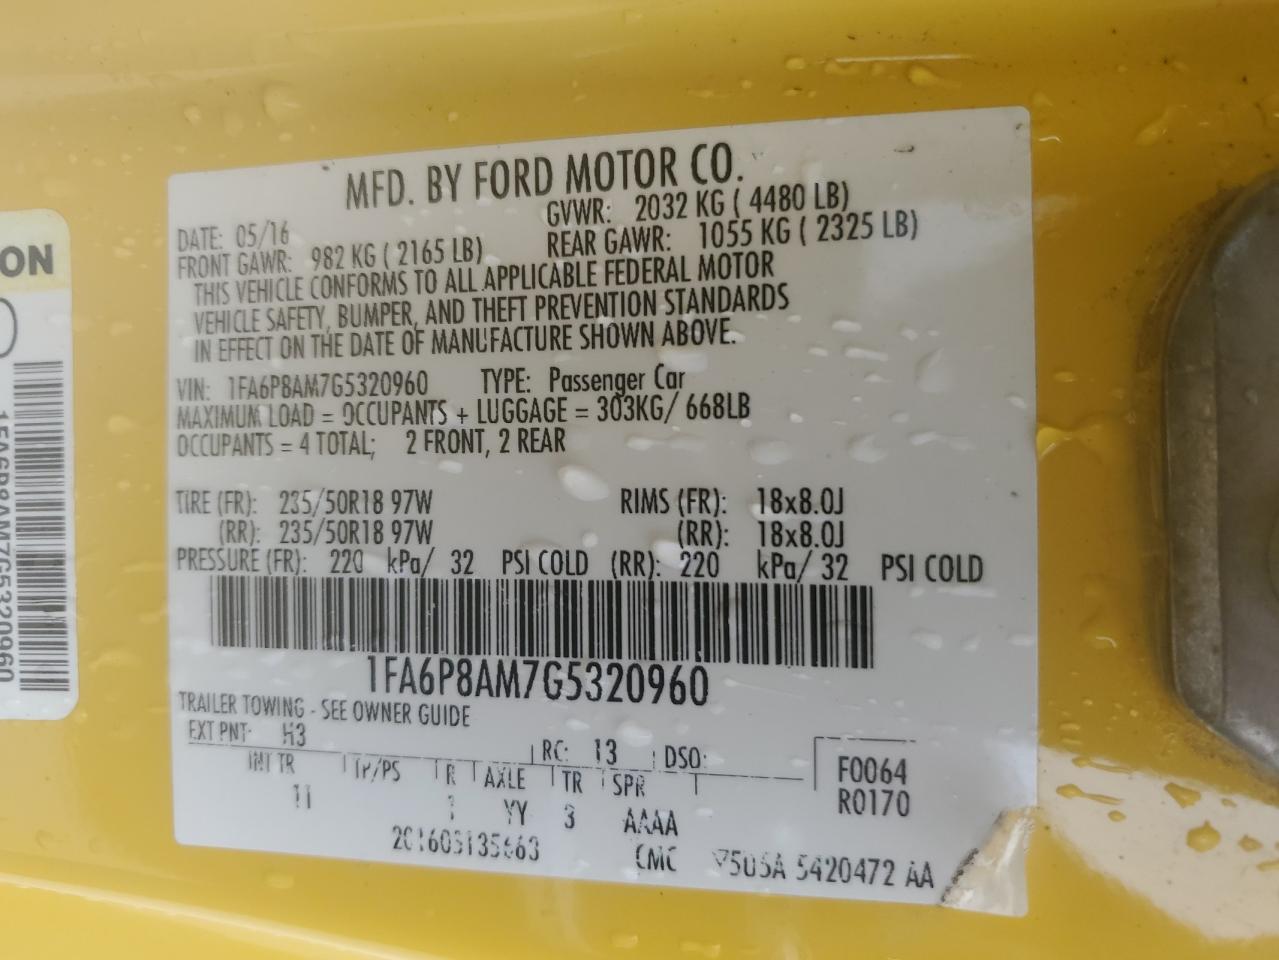 MFD. BY FORD MOTOR CO.
DATE: 05/16
GVWR: 2032 KG ( 4480 LB)
FRONT GAWR: 982 KG ( 2165 LB)
REAR GAWR: 1055 KG ( 2325 LB)
THIS VEHICLE CONFORMS TO ALL APPLICABLE FEDERAL MOTOR
VEHICLE SAFETY, BUMPER, AND THEFT PREVENTION STANDARDS
IN EFFECT ON THE DATE OF MANUFACTURE SHOWN ABOVE.
VIN: 1FA6P8AM7G5320960 TYPE: Passenger Car
MAXIMUM LOAD = OCCUPANTS + LUGGAGE = 303KG/ 668LB
OCCUPANTS = 4 TOTAL; 2 FRONT, 2 REAR
TIRE (FR): 235/50R18 97W RIMS (FR): 18x8.0J
(RR): 235/50R18 97W (RR): 18x8.0J
PRESSURE (FR): 220 kPa/ 32 PSI COLD (RR): 220 kPa/ 32 PSI COLD
1FA6P8AM7G5320960
TRAILER TOWING - SEE OWNER GUIDE
EXT PNT: H3 RC: 13 DSO:
INT TR TP/PS R AXLE TR SPR
11 YY 3 AAAA
F0064
R0170
CMC 5420472 AA
ON
1FA6P8AM7G5320960